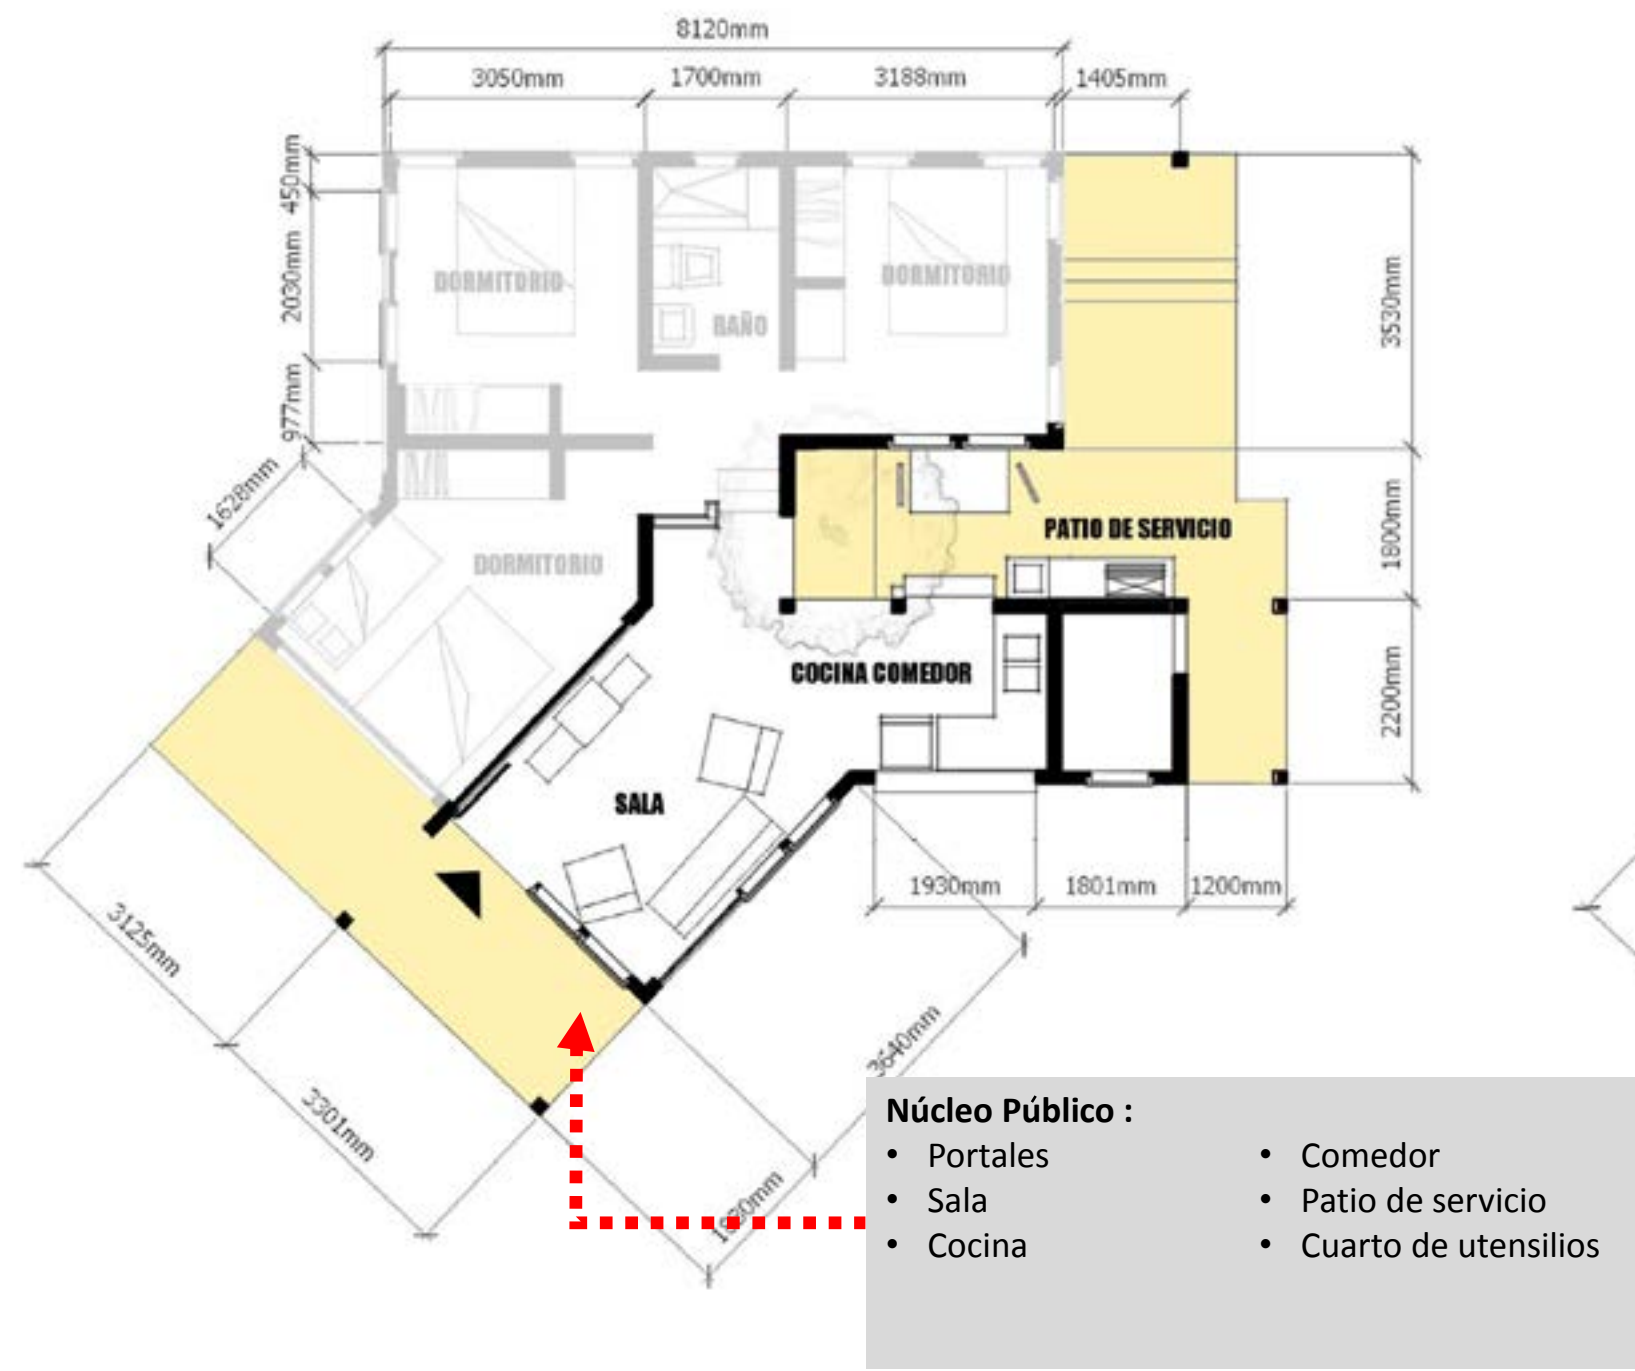 8120mm
3050mm
1700mm
3188mm
1405mm
450mm
2030mm
977mm
1628mm
3530mm
1800mm
2200mm
DORMITORIO
BAÑO
DORMITORIO
DORMITORIO
PATIO DE SERVICIO
COCINA COMEDOR
SALA
1930mm
1801mm
1200mm
3125mm
3301mm
3640mm
Núcleo Público :
• Portales
• Sala
• Cocina
• Comedor
• Patio de servicio
• Cuarto de utensilios